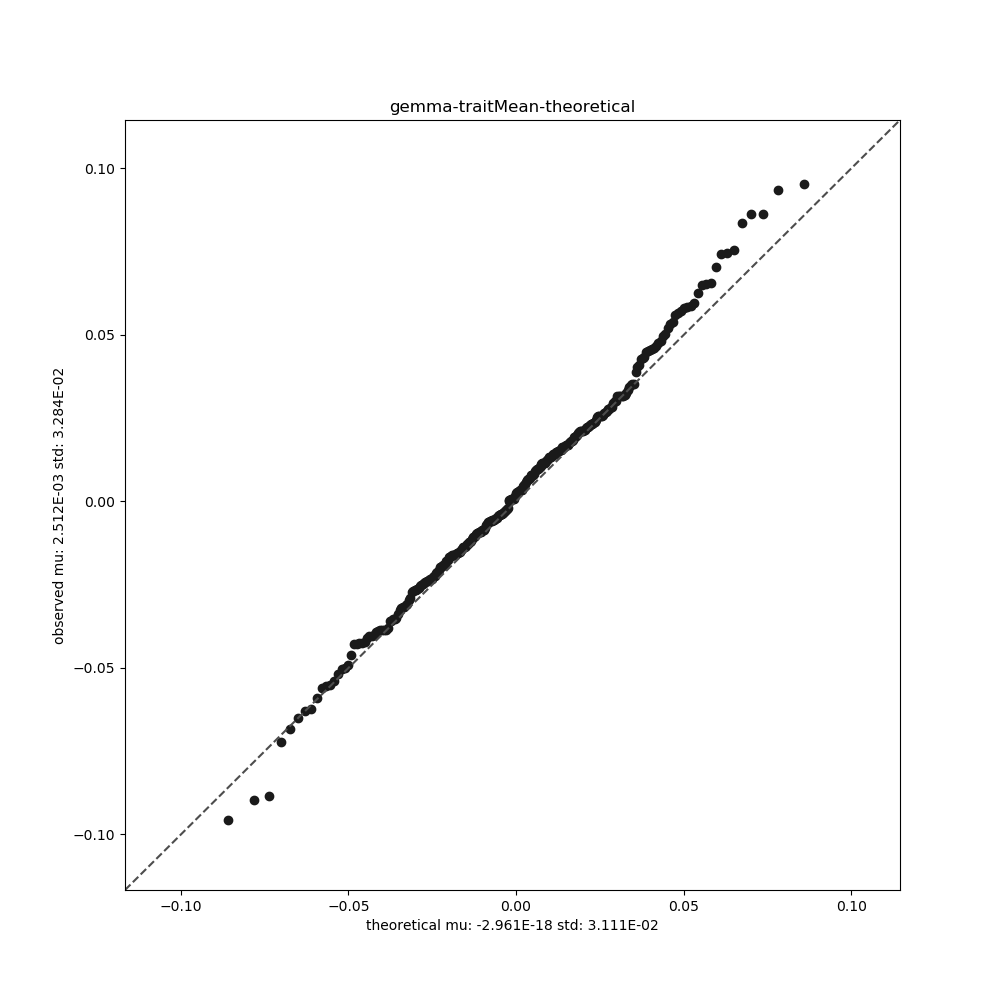 gemma-traitMean-theoretical
0.10
0.05
0.00
−0.05
−0.10
observed mu: 2.512E-03 std: 3.284E-02
−0.10 −0.05 0.00 0.05 0.10
theoretical mu: -2.961E-18 std: 3.111E-02